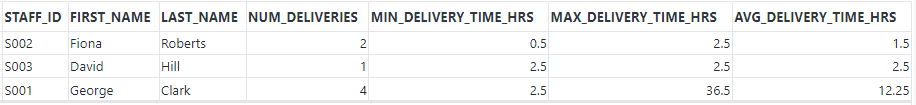 STAFF_ID FIRST_NAME LAST_NAME NUM_DELIVERIES MIN_DELIVERY_TIME_HRS MAX_DELIVERY_TIME_HRS AVG_DELIVERY_TIME_HRS
S002 Fiona Roberts 2 0.5 2.5 1.5
S003 David Hill 1 2.5 2.5 2.5
S001 George Clark 4 2.5 36.5 12.25